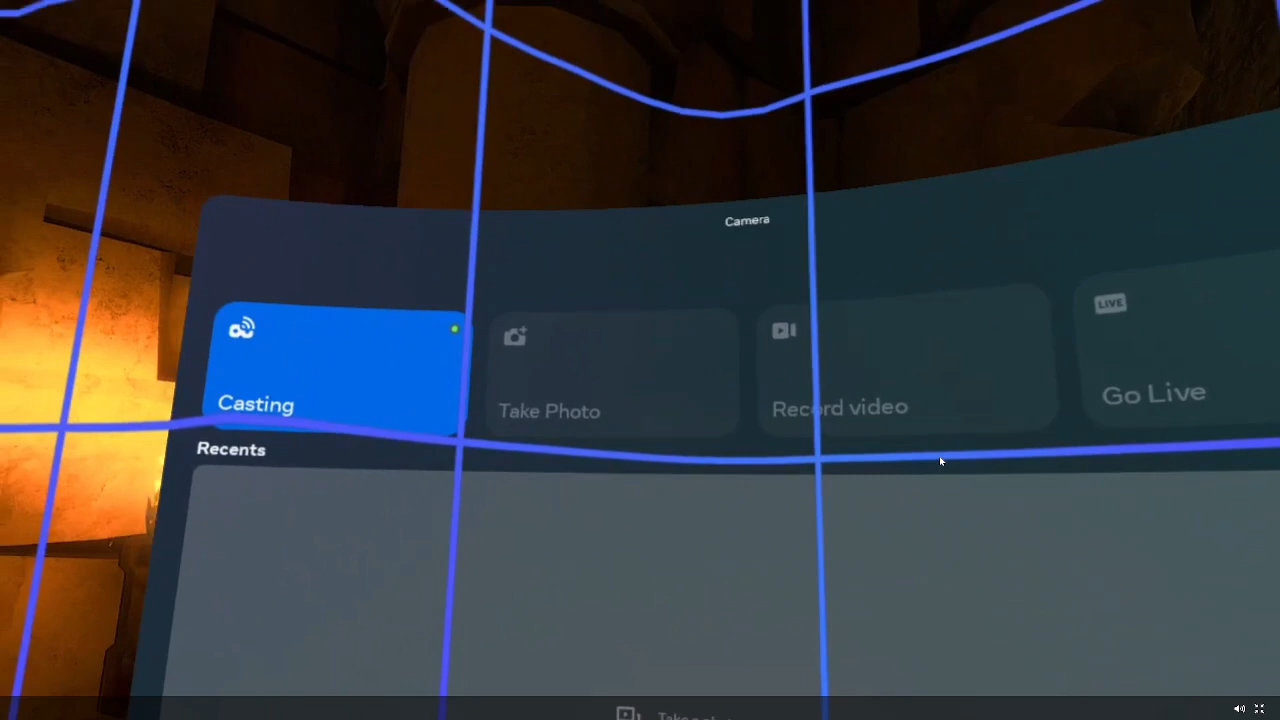 Camera
LIVE
Casting
Take Photo
Record video
Go Live
Recents